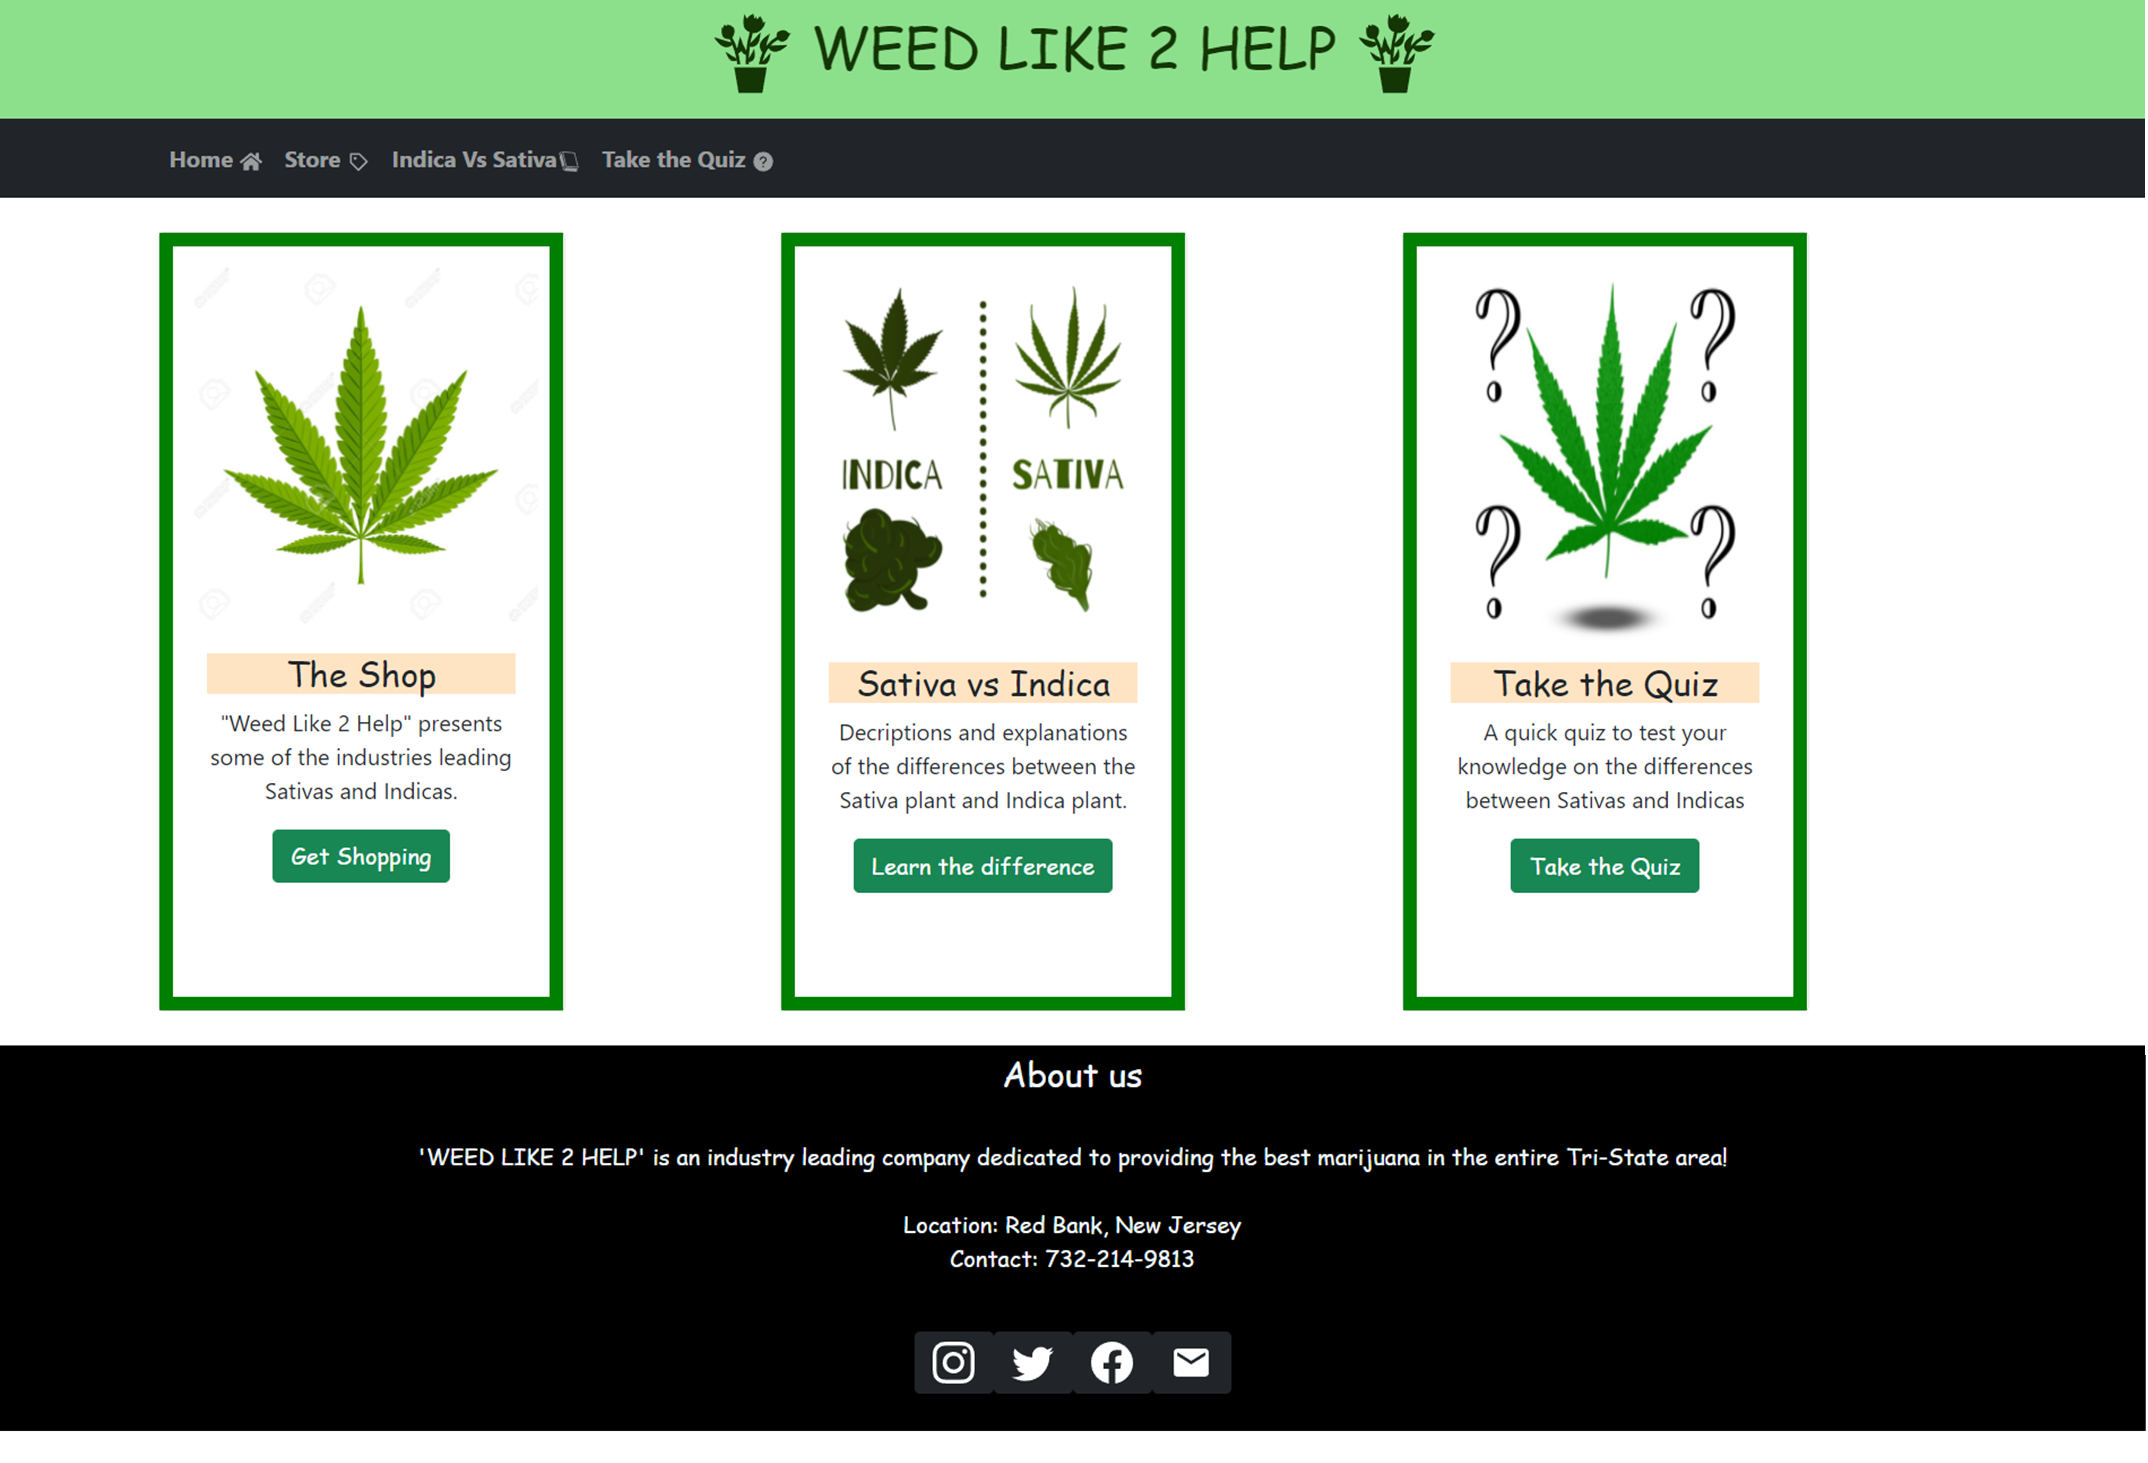 WEED LIKE 2 HELP
Home
Store
Indica Vs Sativa
Take the Quiz
The Shop
"Weed Like 2 Help" presents
some of the industries leading
Sativas and Indicas.
Get Shopping
INDICA
SATIVA
Sativa vs Indica
Decriptions and explanations
of the differences between the
Sativa plant and Indica plant.
Learn the difference
? ?
? ?
Take the Quiz
A quick quiz to test your
knowledge on the differences
between Sativas and Indicas
Take the Quiz
About us
'WEED LIKE 2 HELP' is an industry leading company dedicated to providing the best marijuana in the entire Tri-State area!
Location: Red Bank, New Jersey
Contact: 732-214-9813